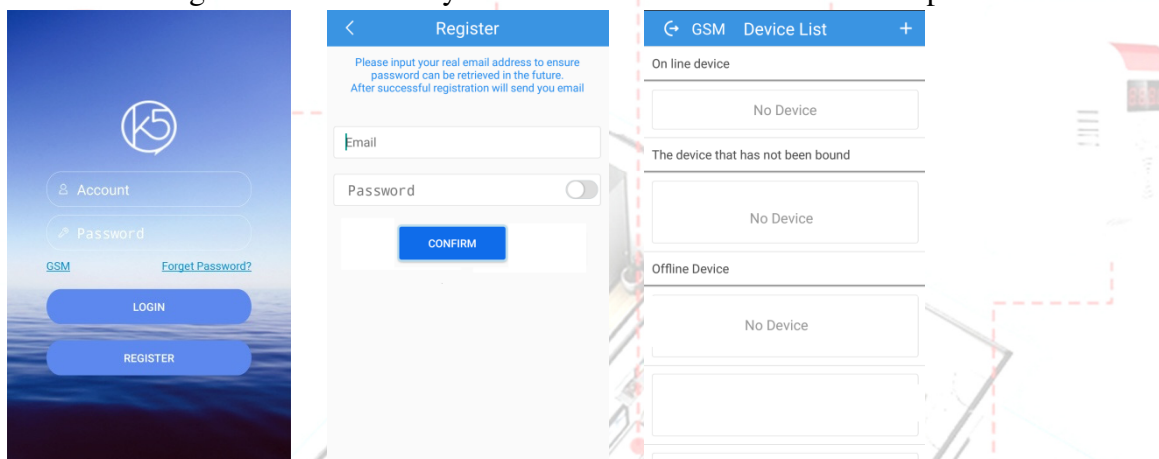 Register
GSM Device List
+
Please input your real email address to ensure
password can be retrieved in the future.
After successful registration will send you email
On line device
No Device
K5
Email
The device that has not been bound
Account
Password
No Device
Password
CONFIRM
GSM Forget Password?
Offline Device
LOGIN
No Device
REGISTER